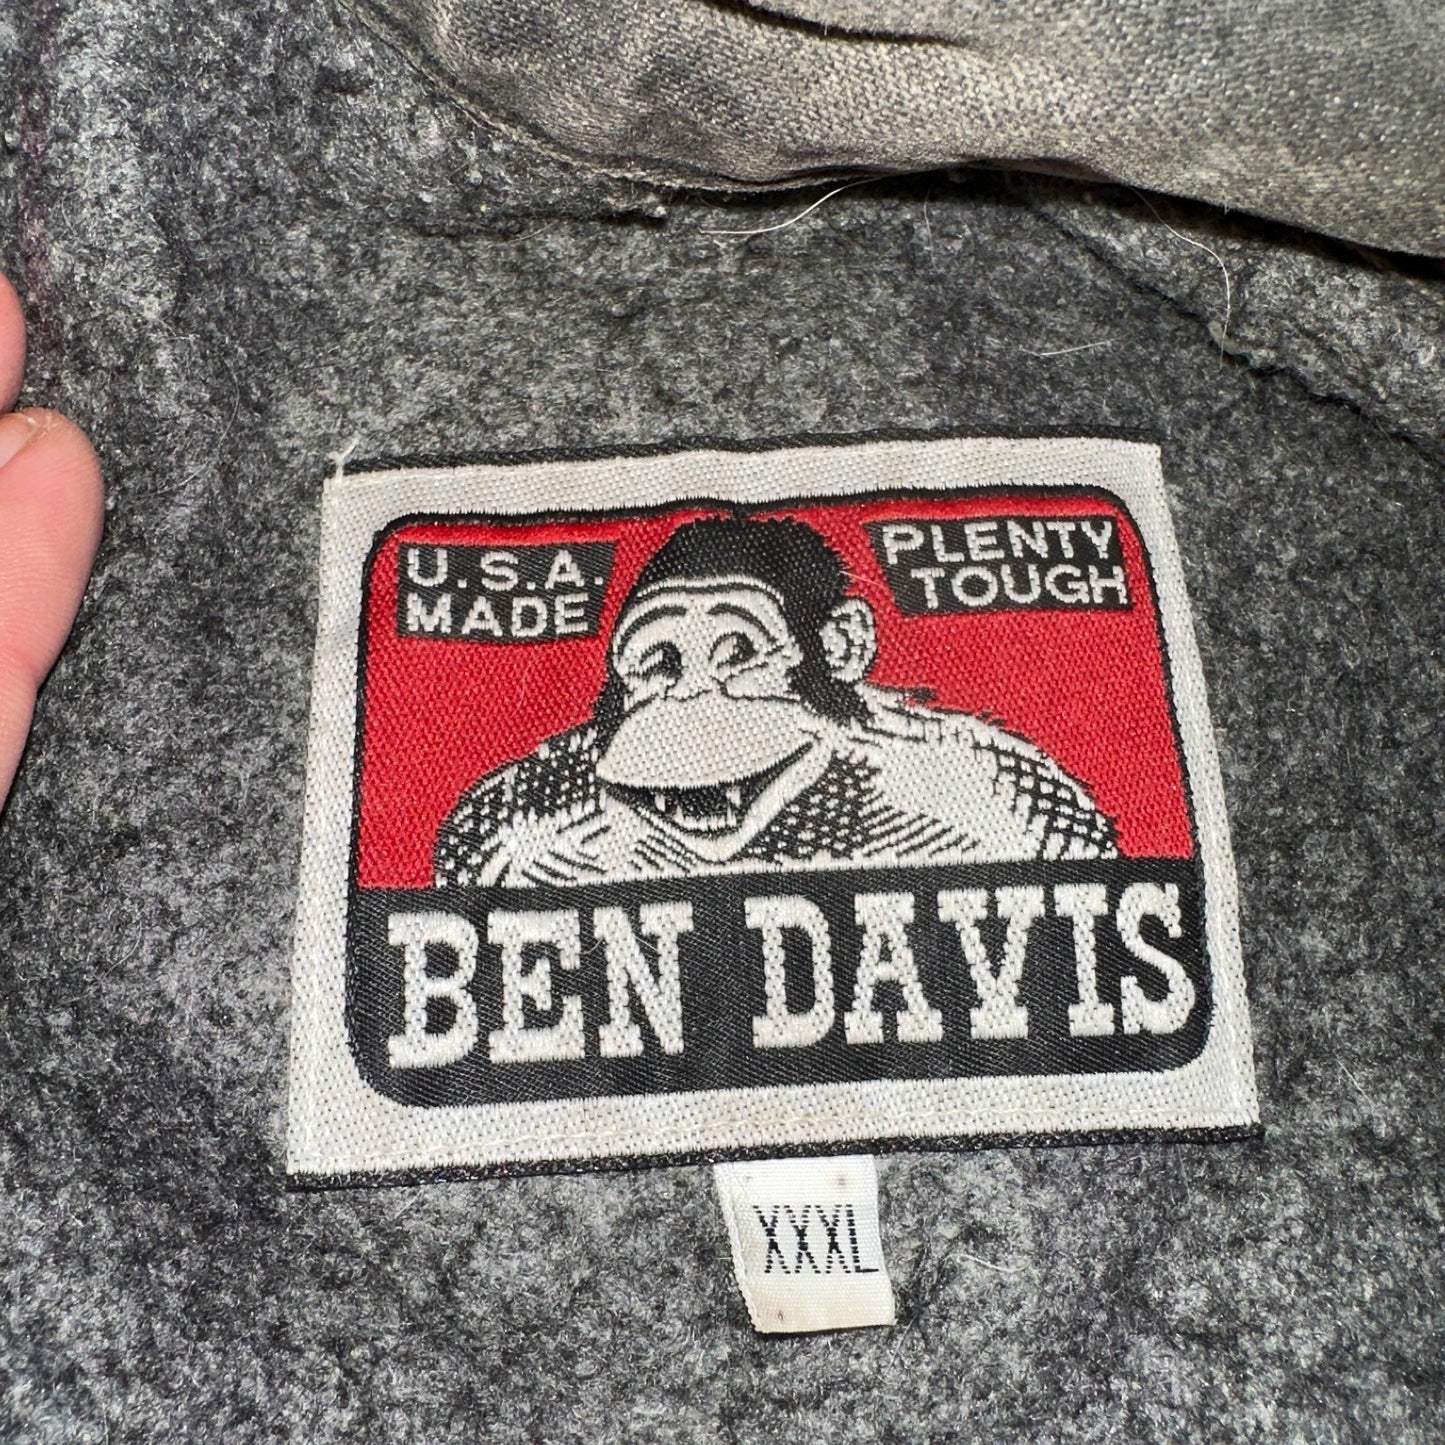 U.S.A.
MADE
PLENTY
TOUGH
BEN DAVIS
XXXL